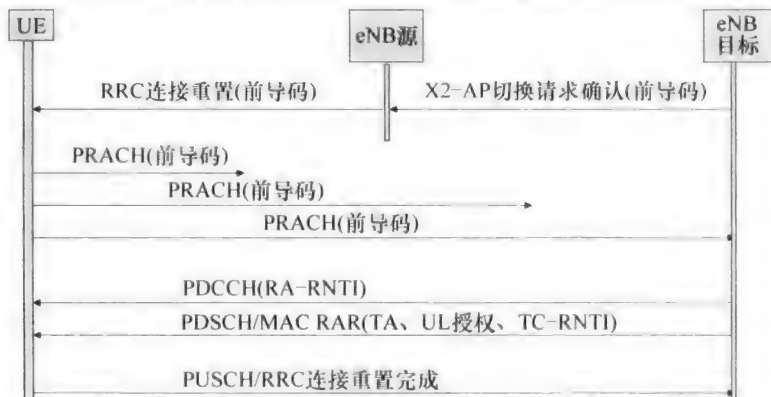 UE
eNB源
eNB
目标
RRC连接重置(前导码)
X2-AP切换请求确认(前导码)
PRACH(前导码)
PRACH(前导码)
PRACH(前导码)
PDCCH(RA-RNTI)
PDSCH/MAC RAR(TA、UL授权、TC-RNTI)
PUSCH/RRC连接重置完成